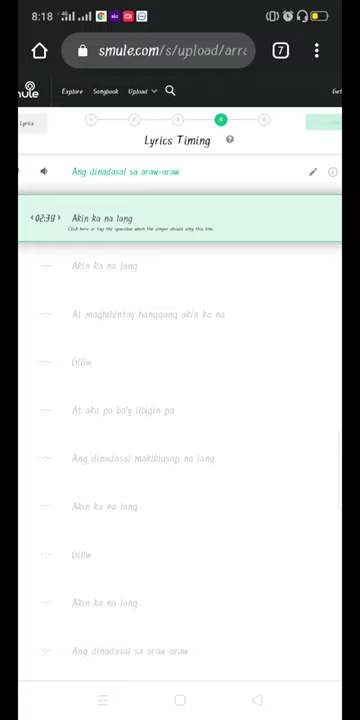 8:18
smule.com/s/upload/arra
7
Explore
Songbook
Upload
Get
Lyrics
4
Lyrics Timing
?
Ang dinadasal sa araw-araw
02:34
Akin ka na lang
Click here or tap the spacebar when the singer should sing this line.
Akin ka na lang
At maghihintay hanggang akin ka na
Giliw
At ako pa ba'y iibigin pa
Ang dinadasal makikiusap na lang
Akin ka na lang
Giliw
Akin ka na lang
Ang dinadasal sa araw-araw